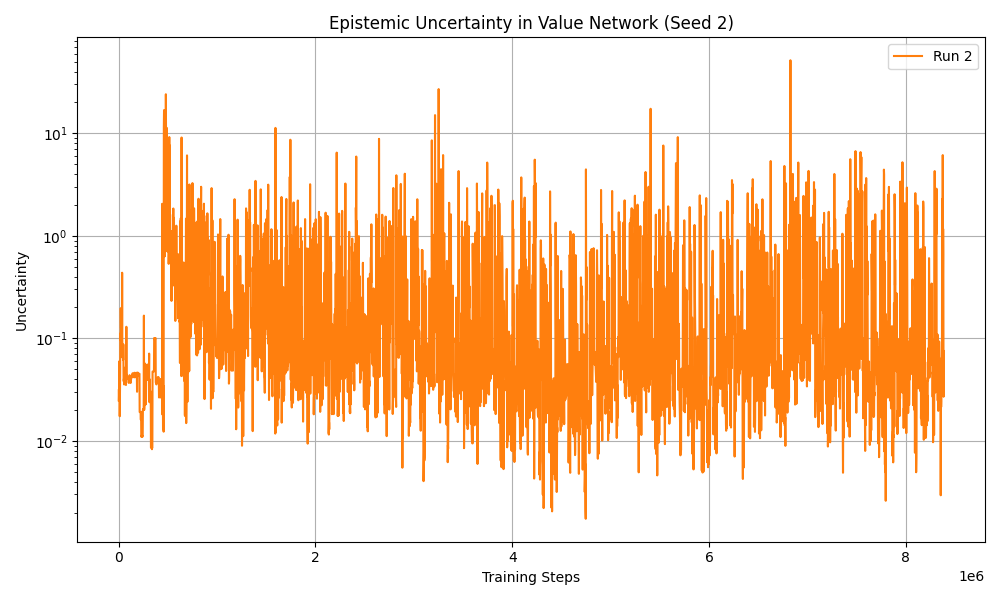 Epistemic Uncertainty in Value Network (Seed 2)
Run 2
Uncertainty
10¹
10⁰
10⁻¹
10⁻²
0 2 4 6 8
1e6
Training Steps